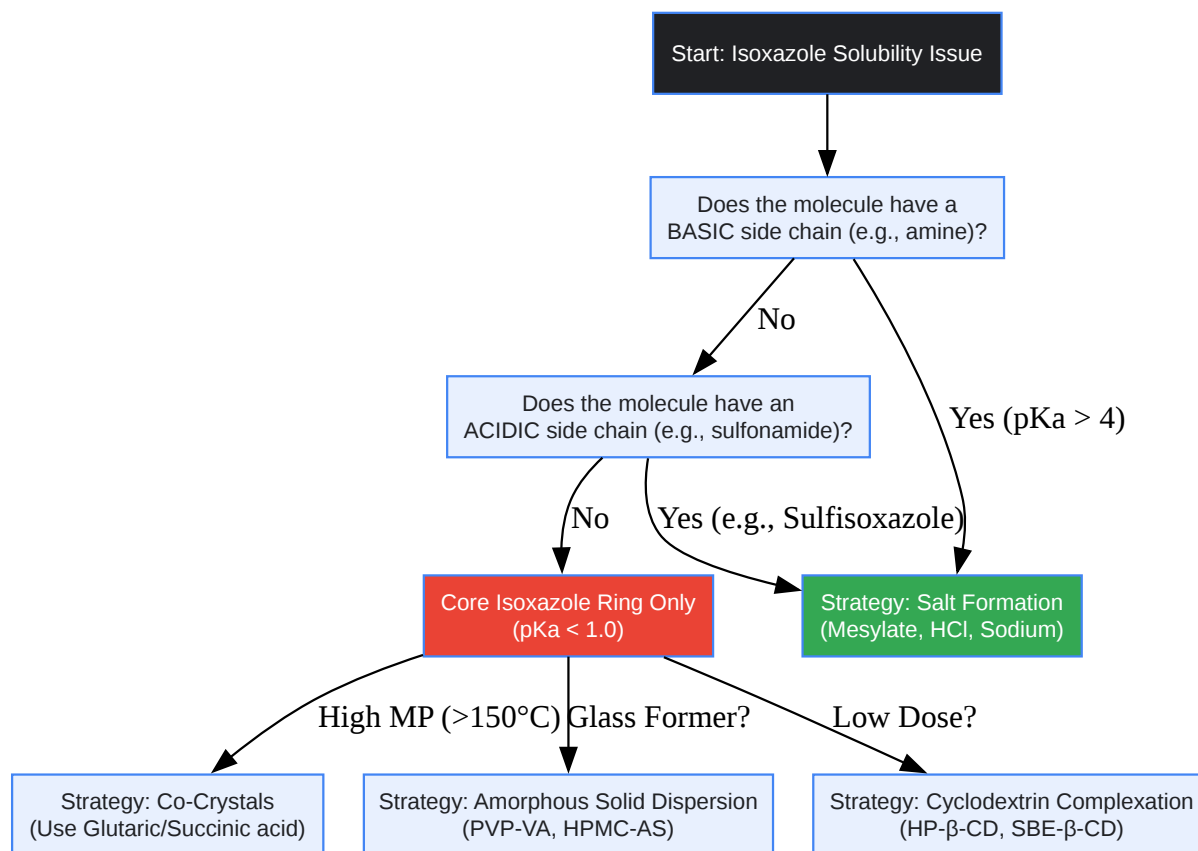 Start: Isoxazole Solubility Issue
Does the molecule have a
BASIC side chain (e.g., amine)?
No
Yes (pKa > 4)
Does the molecule have an
ACIDIC side chain (e.g., sulfonamide)?
No
Yes (e.g., Sulfisoxazole)
Core Isoxazole Ring Only
(pKa < 1.0)
Strategy: Salt Formation
(Mesylate, HCl, Sodium)
High MP (>150°C)
Glass Former?
Low Dose?
Strategy: Co-Crystals
(Use Glutaric/Succinic acid)
Strategy: Amorphous Solid Dispersion
(PVP-VA, HPMC-AS)
Strategy: Cyclodextrin Complexation
(HP-β-CD, SBE-β-CD)